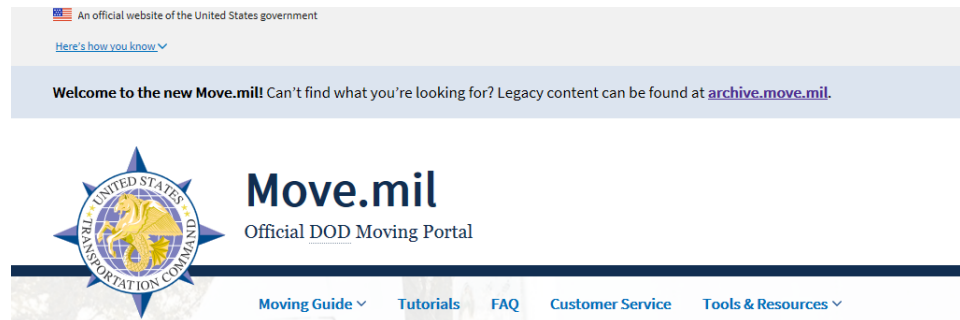 An official website of the United States government
Here's how you know
Welcome to the new Move.mil! Can't find what you're looking for? Legacy content can be found at archive.move.mil.
UNITED STATES
TRANSPORTATION COMMAND
Move.mil
Official DOD Moving Portal
Moving Guide Tutorials FAQ Customer Service Tools & Resources